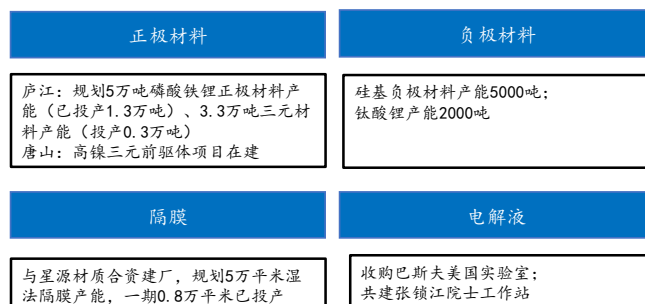 正极材料
负极材料
庐江：规划5万吨磷酸铁锂正极材料产
能（已投产1.3万吨）、3.3万吨三元材
料产能（投产0.3万吨）
唐山：高镍三元前驱体项目在建
硅基负极材料产能5000吨；
钛酸锂产能2000吨
隔膜
电解液
与星源材质合资建厂，规划5万平米湿
法隔膜产能，一期0.8万平米已投产
收购巴斯夫美国实验室；
共建张锁江院士工作站